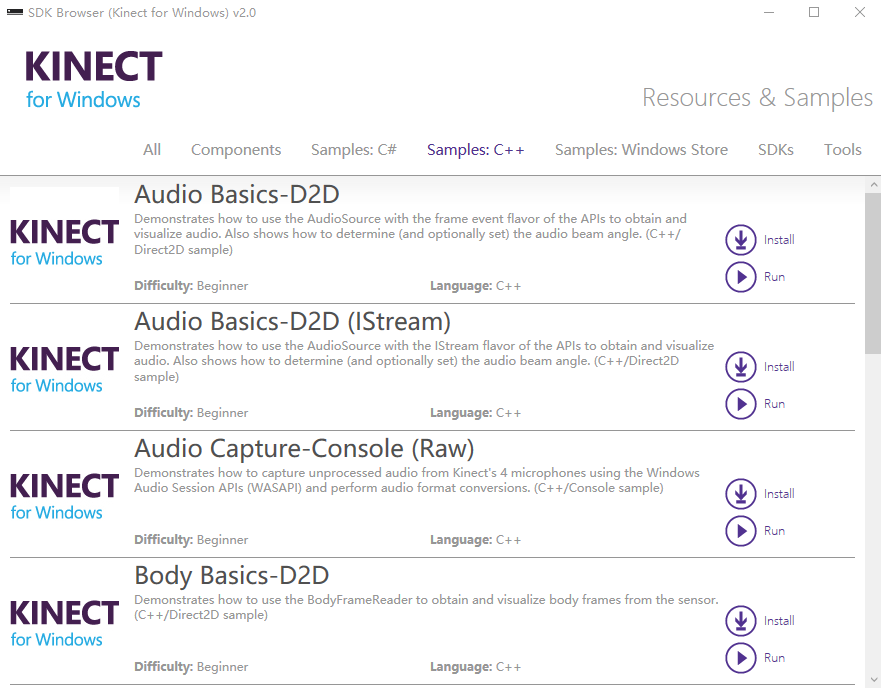 SDK Browser (Kinect for Windows) v2.0
KINECT
for Windows
Resources & Samples
All Components Samples: C# Samples: C++ Samples: Windows Store SDKs Tools
KINECT
for Windows
Audio Basics-D2D
Demonstrates how to use the AudioSource with the frame event flavor of the APIs to obtain and
visualize audio. Also shows how to determine (and optionally set) the audio beam angle. (C++/
Direct2D sample)
Difficulty: Beginner Language: C++
Install
Run
KINECT
for Windows
Audio Basics-D2D (IStream)
Demonstrates how to use the AudioSource with the IStream flavor of the APIs to obtain and visualize
audio. Also shows how to determine (and optionally set) the audio beam angle. (C++/Direct2D
sample)
Difficulty: Beginner Language: C++
Install
Run
KINECT
for Windows
Audio Capture-Console (Raw)
Demonstrates how to capture unprocessed audio from Kinect's 4 microphones using the Windows
Audio Session APIs (WASAPI) and perform audio format conversions. (C++/Console sample)
Difficulty: Beginner Language: C++
Install
Run
KINECT
for Windows
Body Basics-D2D
Demonstrates how to use the BodyFrameReader to obtain and visualize body frames from the sensor.
(C++/Direct2D sample)
Difficulty: Beginner Language: C++
Install
Run